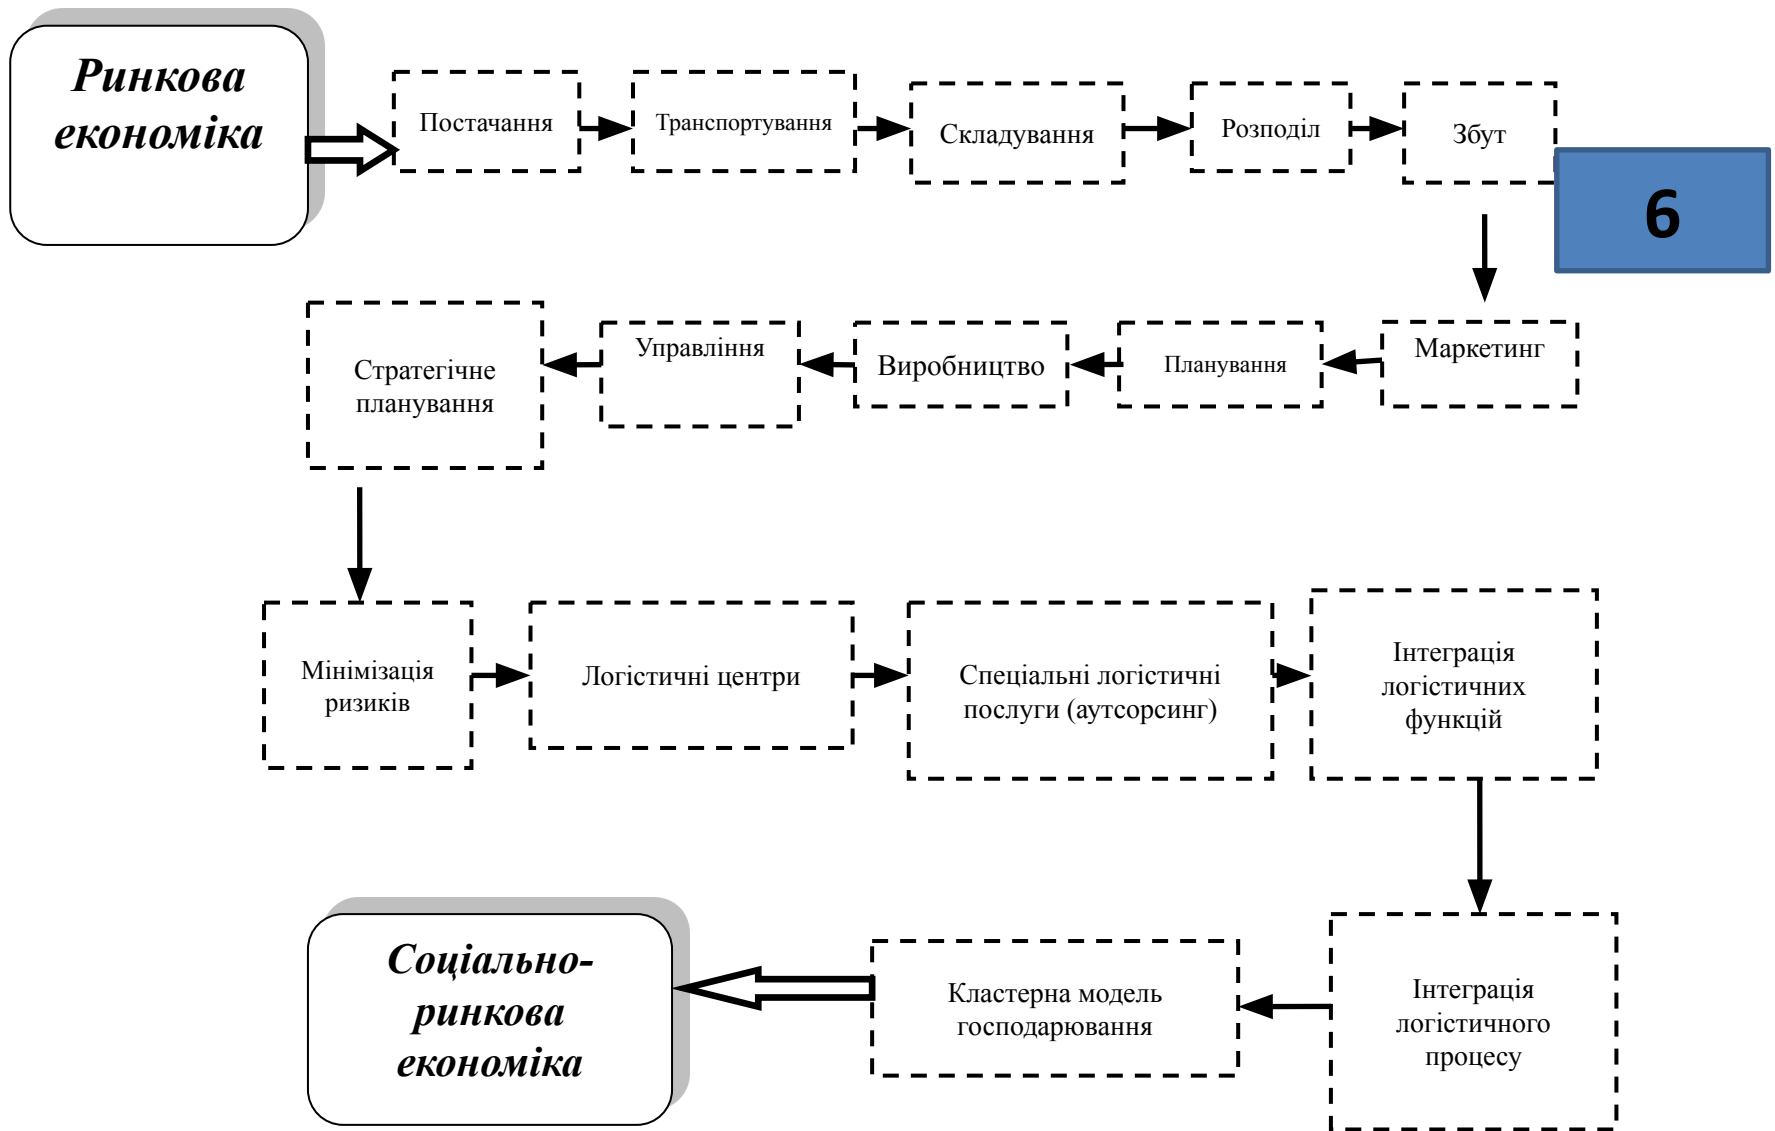 Ринкова
економіка
Постачання
Транспортування
Складування
Розподіл
Збут
6
Стратегічне
планування
Управління
Виробництво
Планування
Маркетинг
Мінімізація
ризиків
Логістичні центри
Спеціальні логістичні
послуги (аутсорсинг)
Інтеграція
логістичних
функцій
Соціально-
ринкова
економіка
Кластерна модель
господарювання
Інтеграція
логістичного
процесу